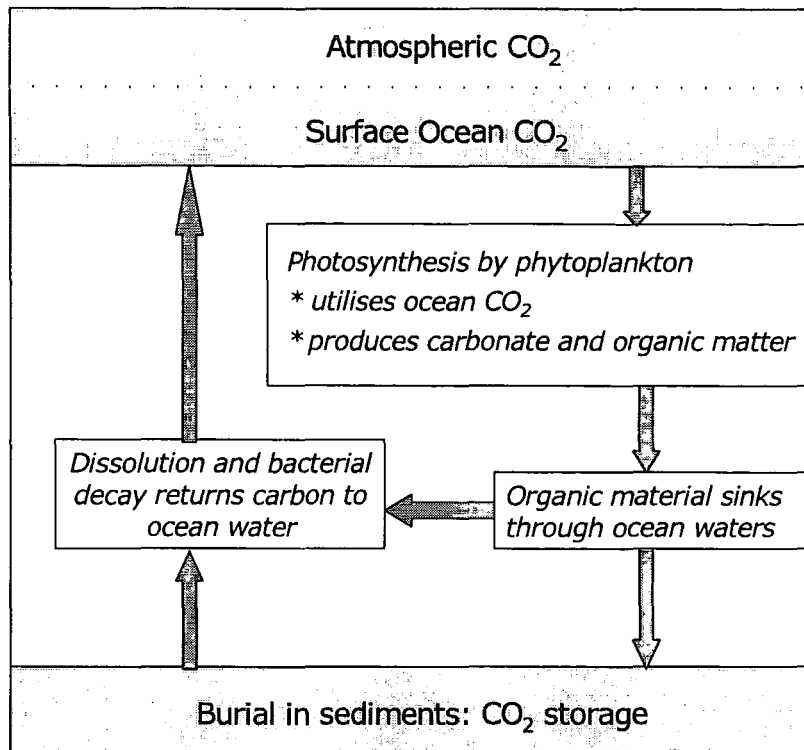 Atmospheric CO₂
Surface Ocean CO₂
Photosynthesis by phytoplankton
* utilises ocean CO₂
* produces carbonate and organic matter
Dissolution and bacterial
decay returns carbon to
ocean water
Organic material sinks
through ocean waters
Burial in sediments: CO₂ storage